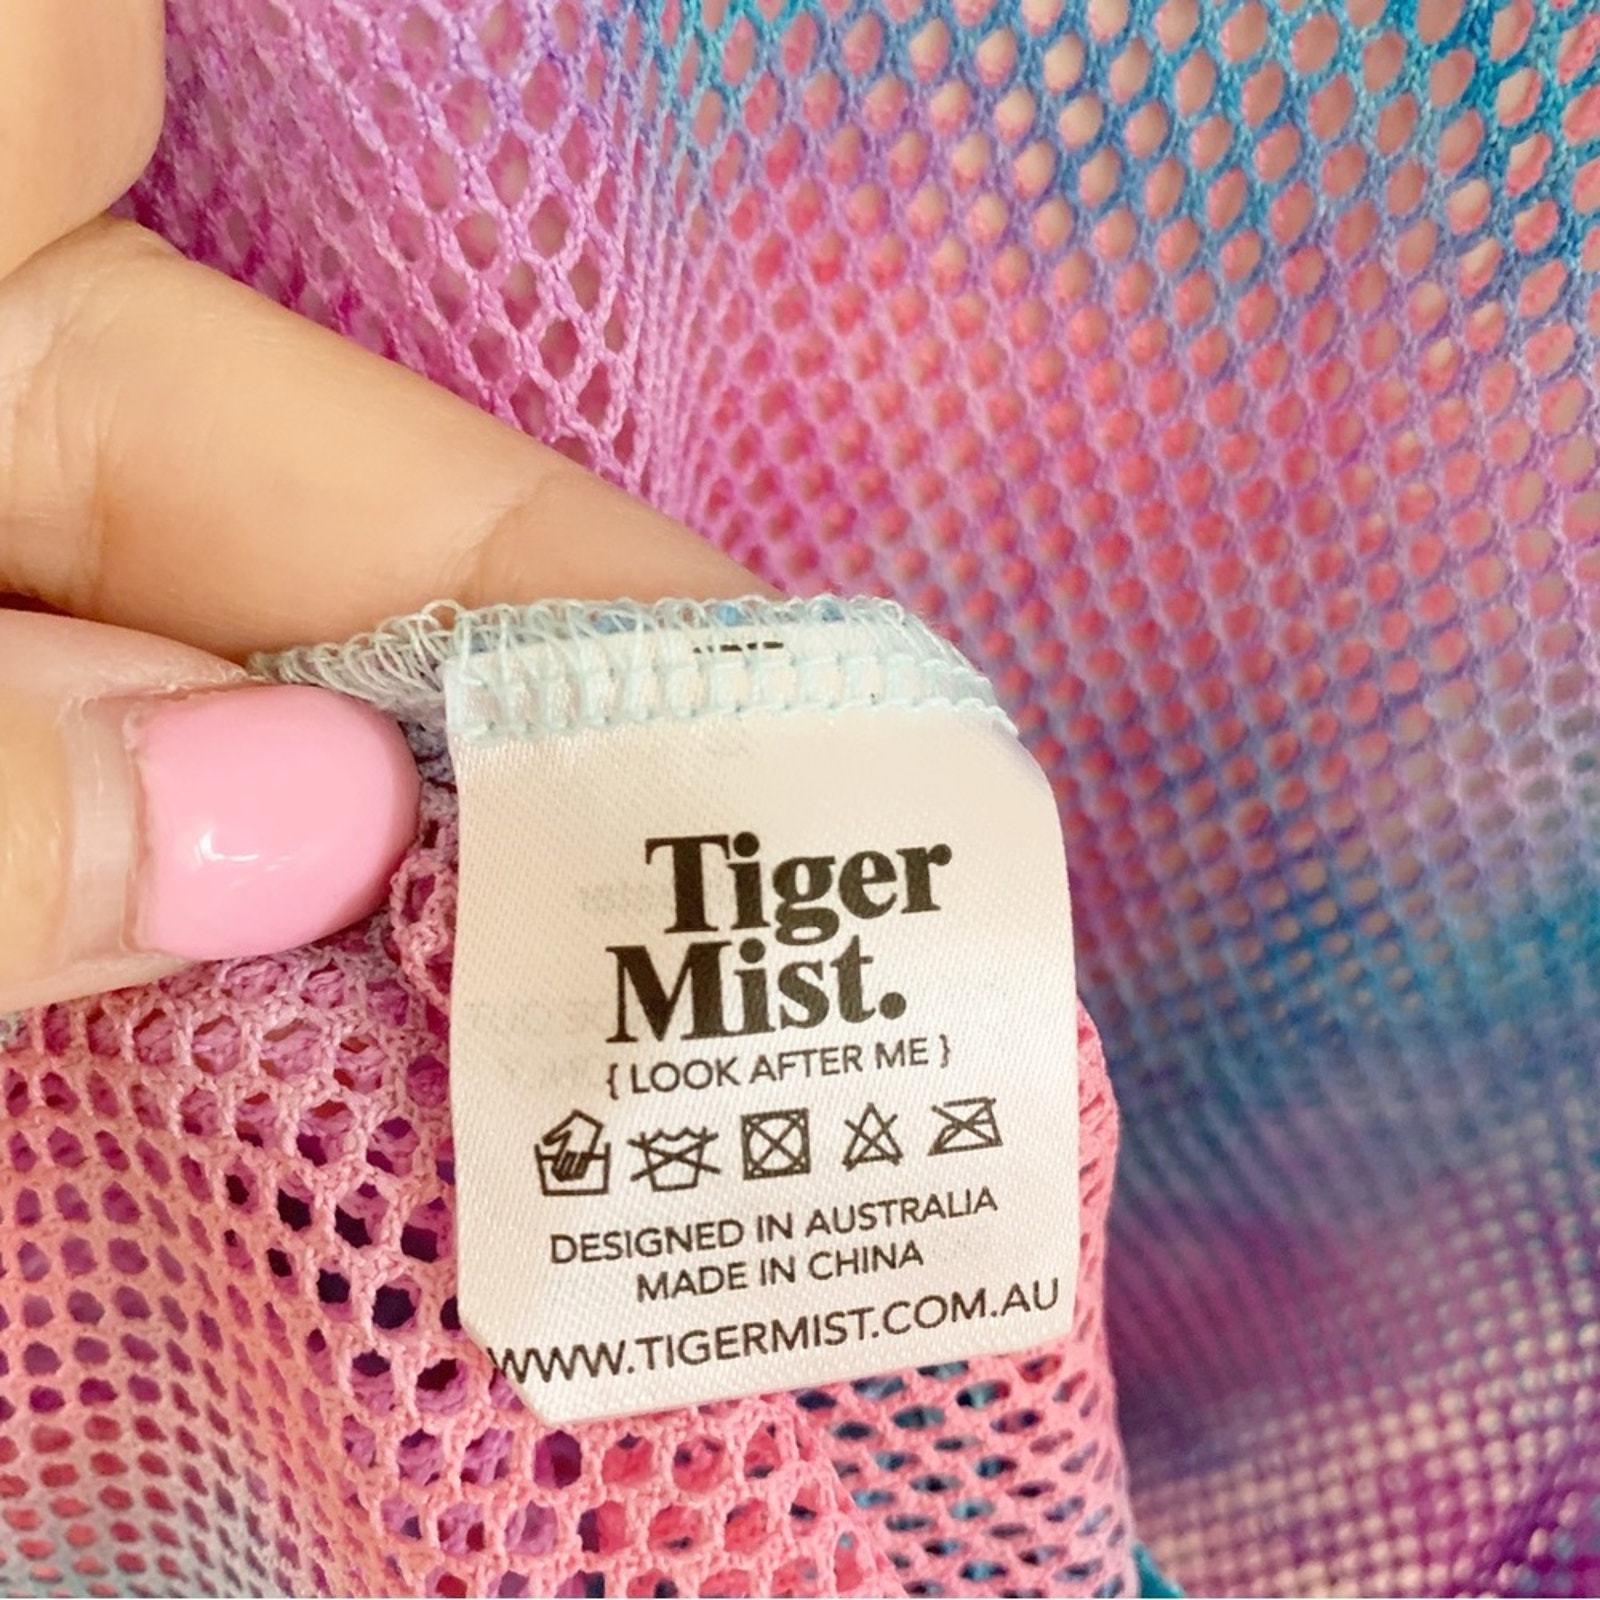 Tiger
Mist.
{ LOOK AFTER ME }
DESIGNED IN AUSTRALIA
MADE IN CHINA
WWW.TIGERMIST.COM.AU